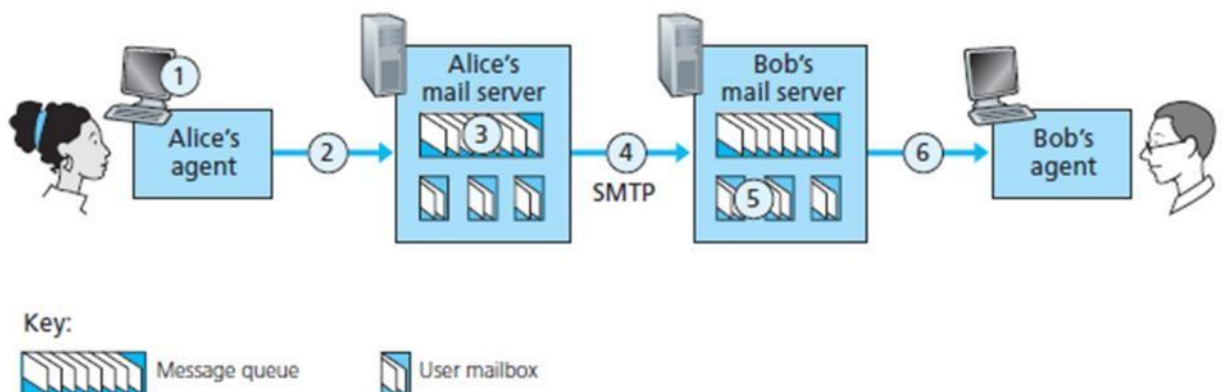 1
Alice's
agent
2
Alice's
mail server
3
4
SMTP
Bob's
mail server
5
6
Bob's
agent
Key:
Message queue
User mailbox